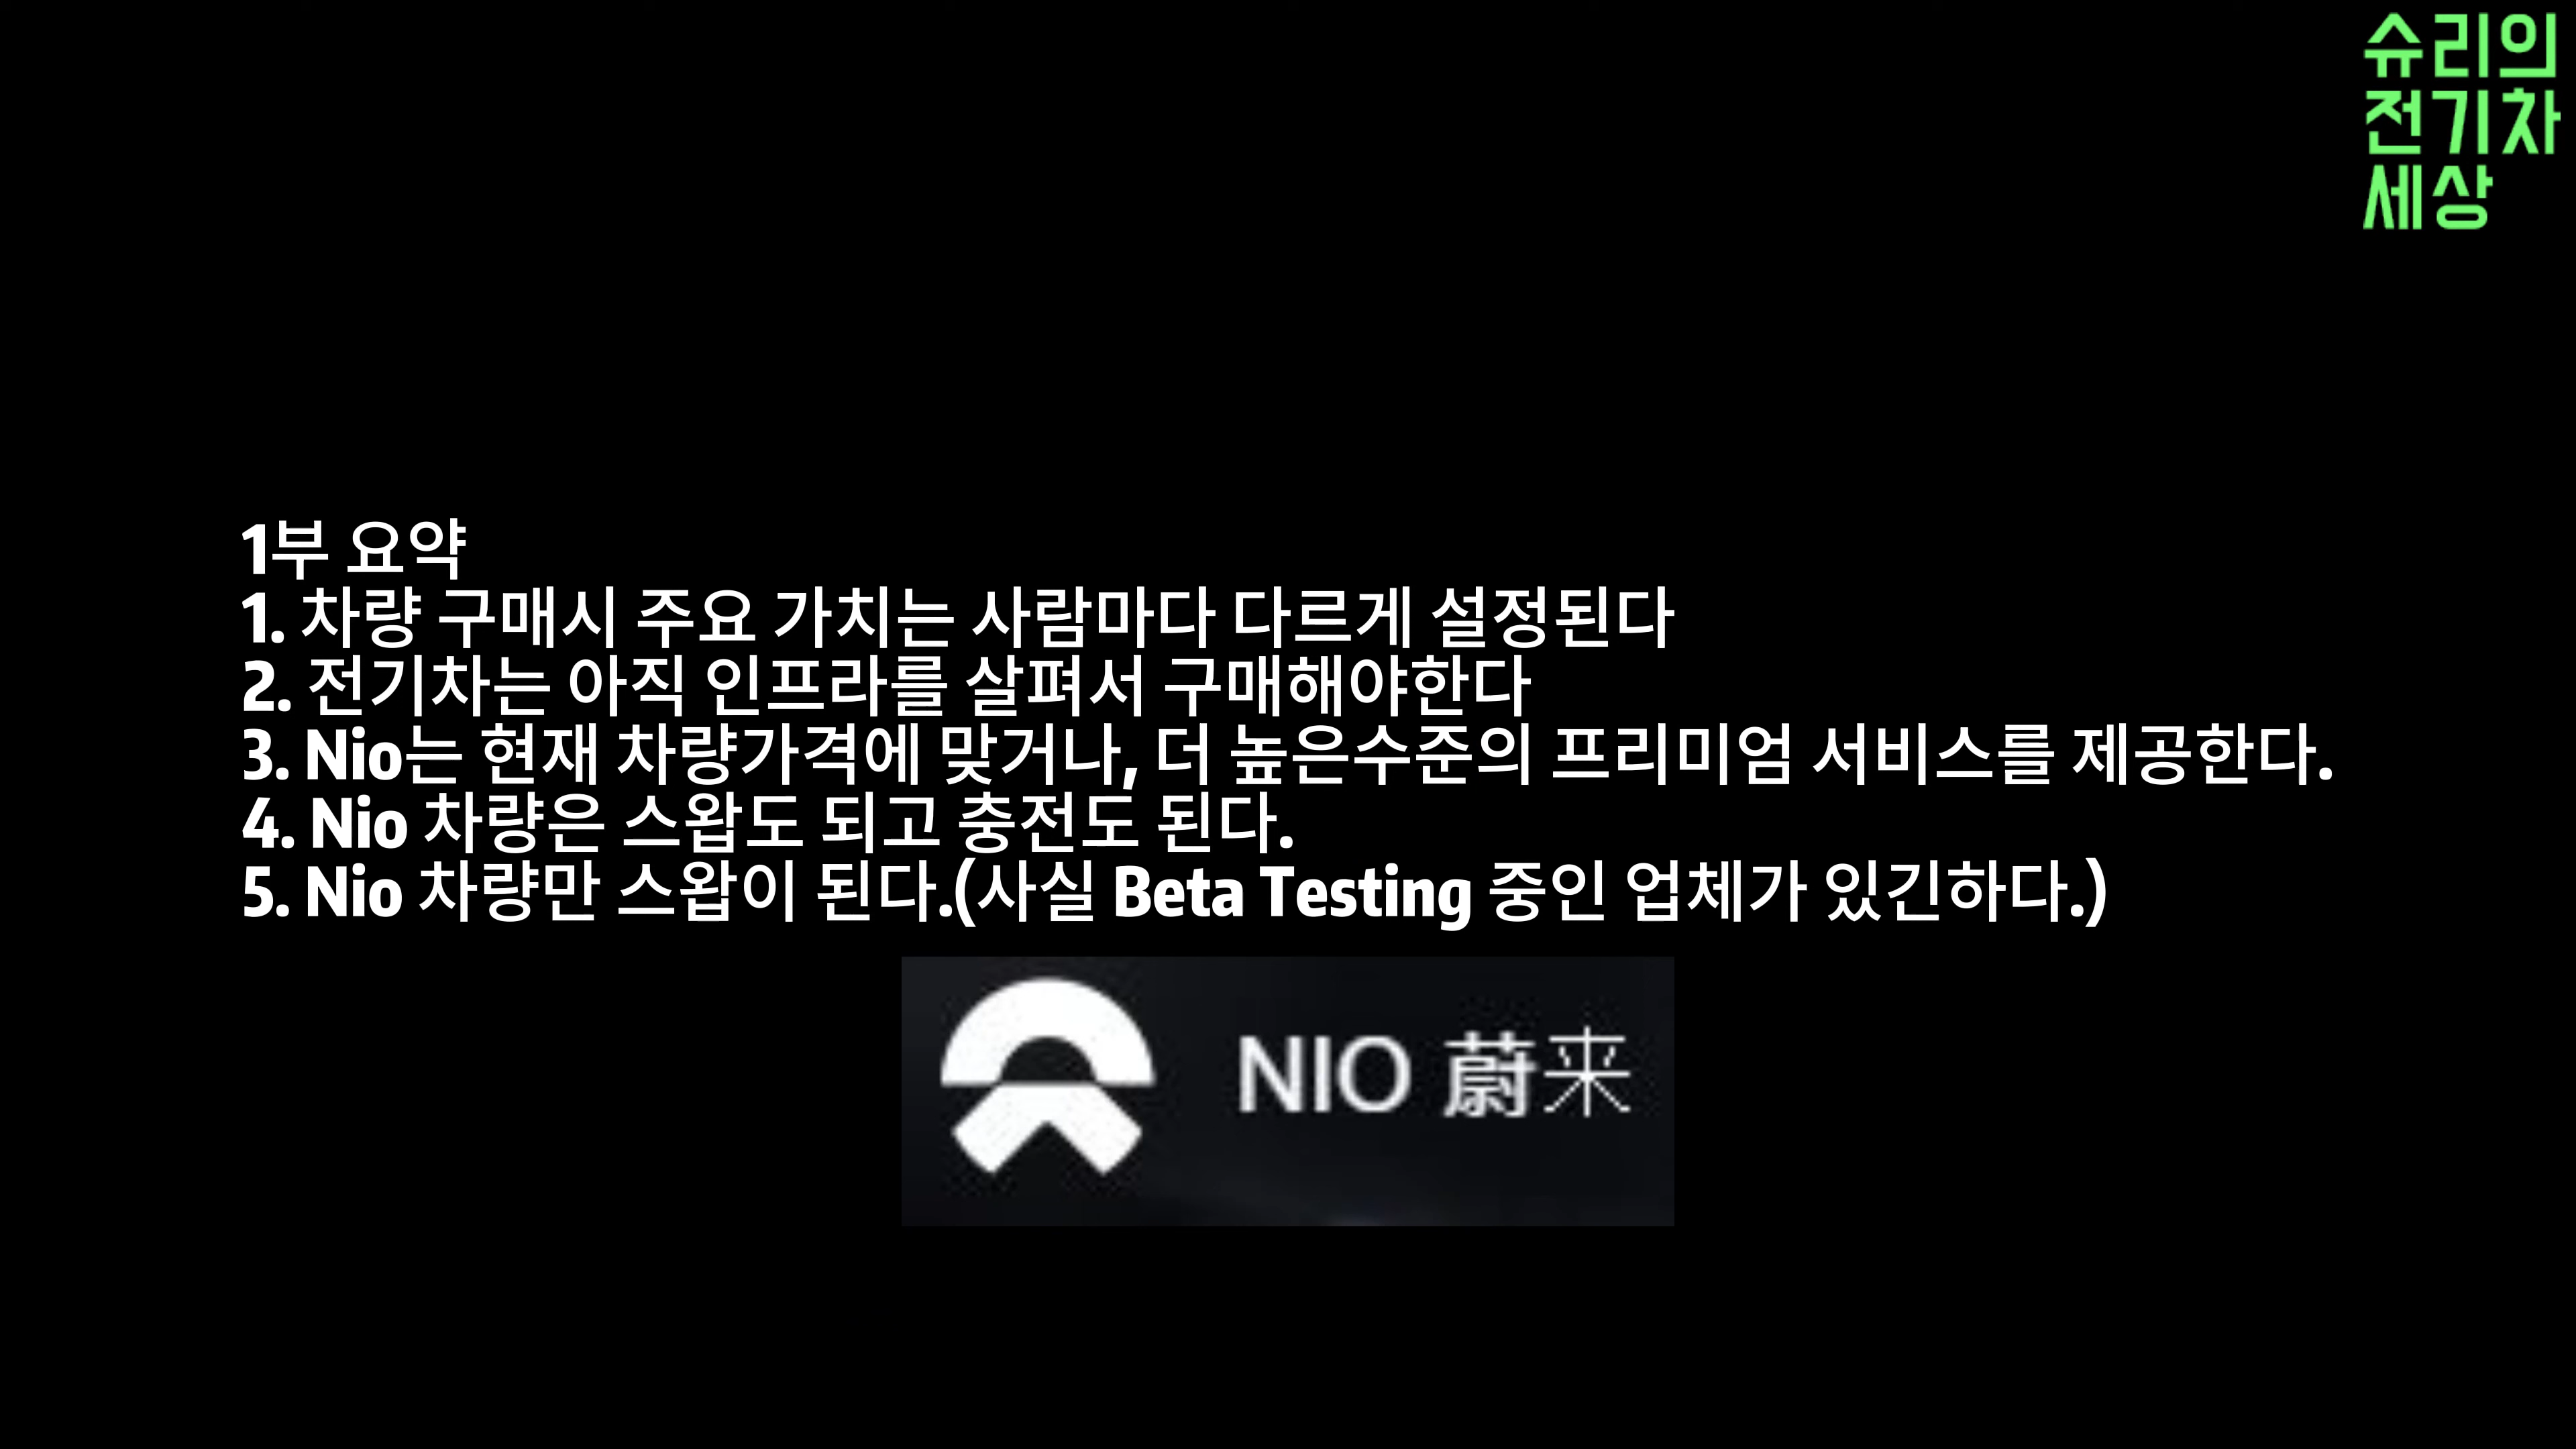 슈리의
전기차
세상
1부 요약
1. 차량 구매시 주요 가치는 사람마다 다르게 설정된다
2. 전기차는 아직 인프라를 살펴서 구매해야한다
3. Nio는 현재 차량가격에 맞거나, 더 높은수준의 프리미엄 서비스를 제공한다.
4. Nio 차량은 스왑도 되고 충전도 된다.
5. Nio 차량만 스왑이 된다.(사실 Beta Testing 중인 업체가 있긴하다.)
NIO 蔚来